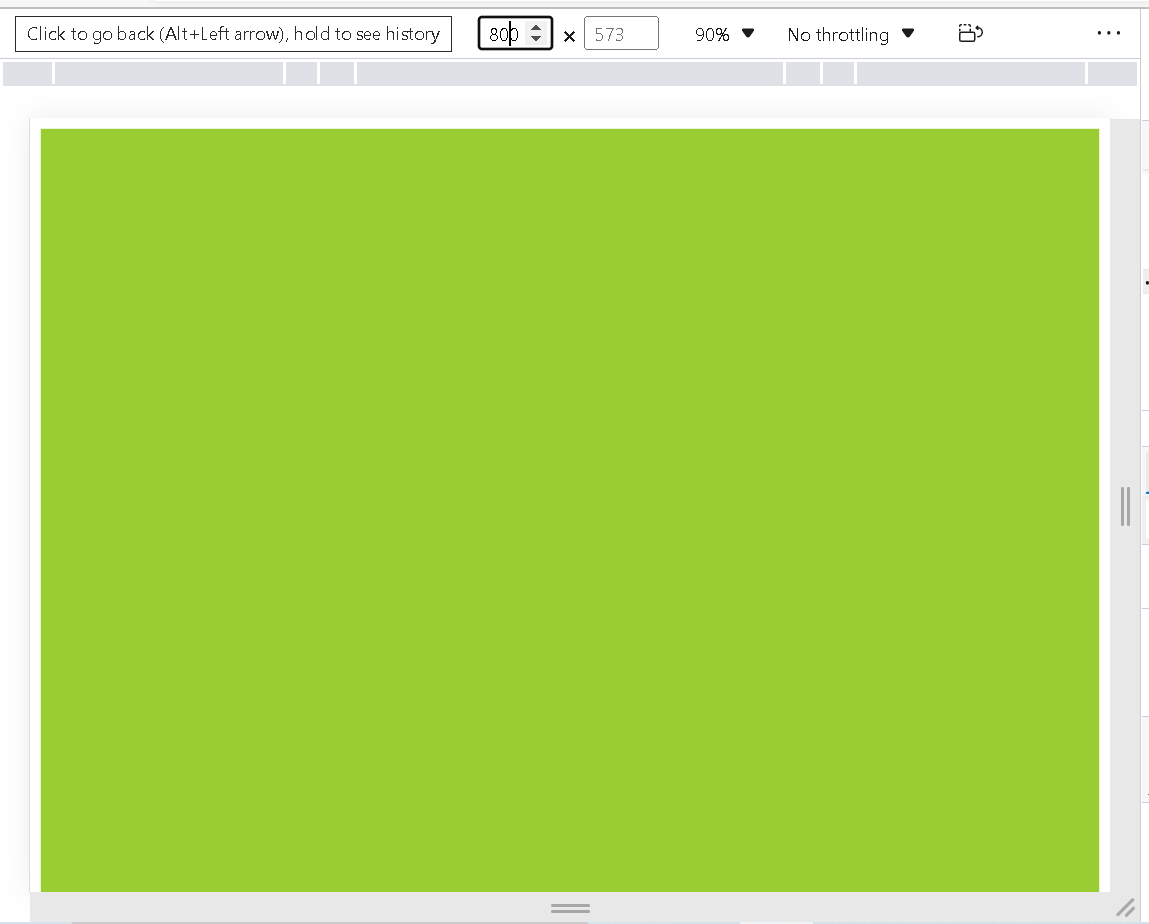 Click to go back (Alt+Left arrow), hold to see history 800 × 573 90% No throttling